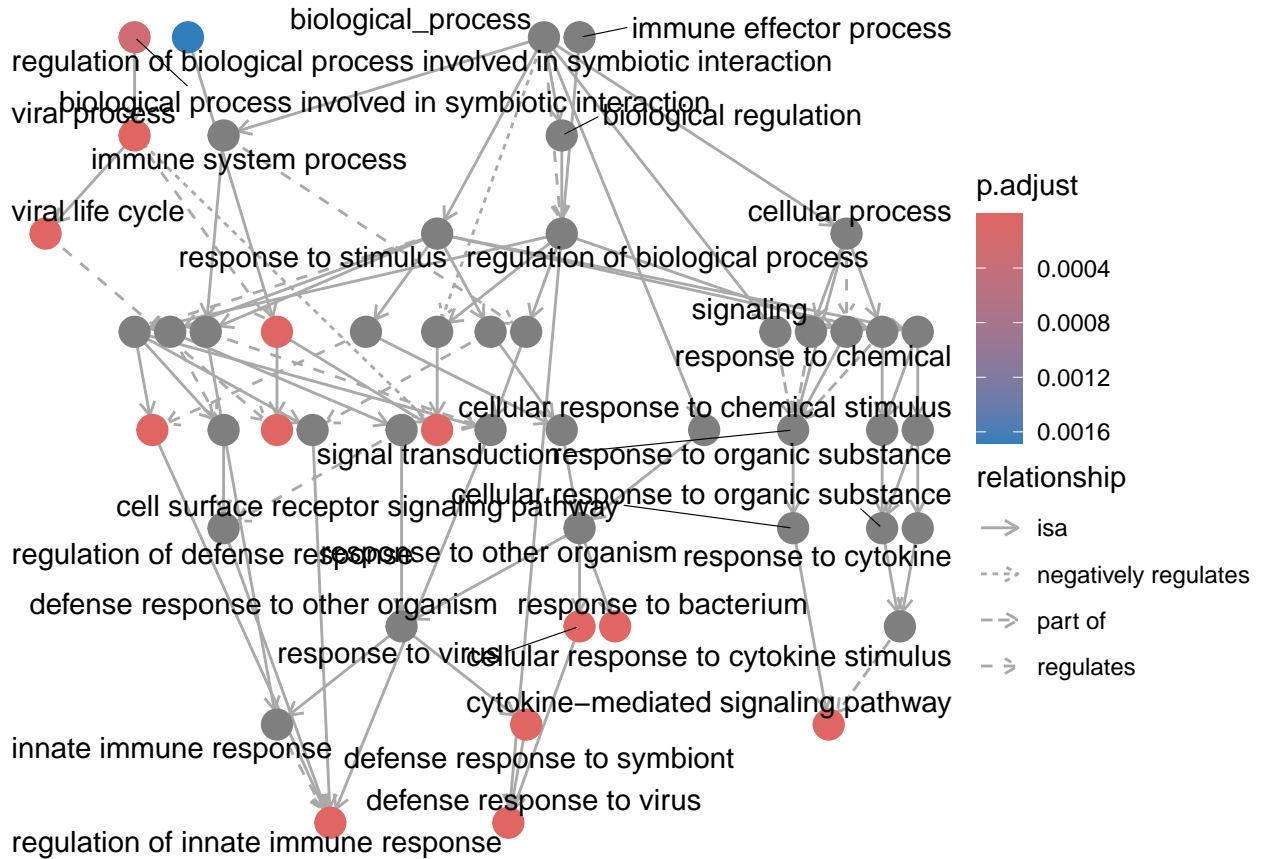 biological_process
immune effector process
regulation of biological process involved in symbiotic interaction
biological process involved in symbiotic interaction
viral process
biological regulation
immune system process
viral life cycle
cellular process
response to stimulus
regulation of biological process
signaling
response to chemical
cellular response to chemical stimulus
signal transduction
response to organic substance
cellular response to organic substance
cell surface receptor signaling pathway
regulation of defense response
response to other organism
response to cytokine
defense response to other organism
response to bacterium
response to virus
cellular response to cytokine stimulus
cytokine−mediated signaling pathway
innate immune response
defense response to symbiont
defense response to virus
regulation of innate immune response
p.adjust
0.0004
0.0008
0.0012
0.0016
relationship
isa
negatively regulates
part of
regulates